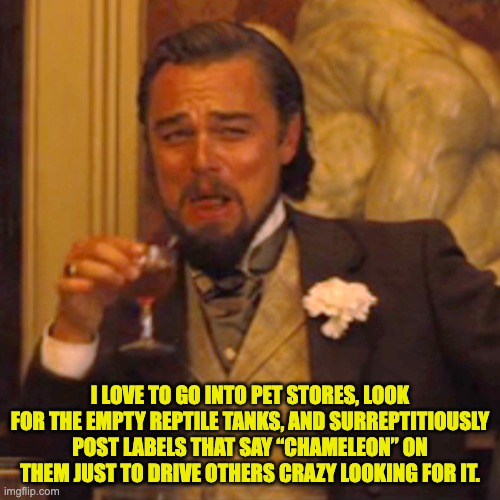 I LOVE TO GO INTO PET STORES, LOOK
FOR THE EMPTY REPTILE TANKS, AND SURREPTITIOUSLY
POST LABELS THAT SAY “CHAMELEON” ON
THEM JUST TO DRIVE OTHERS CRAZY LOOKING FOR IT.
imgflip.com